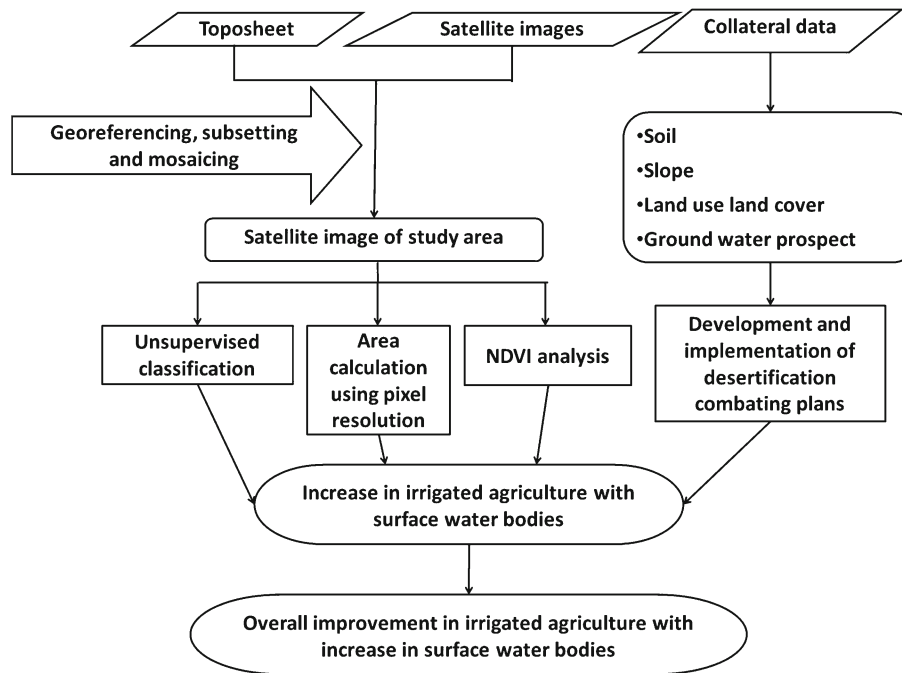 Toposheet
Satellite images
Collateral data
Georeferencing, subsetting
and mosaicing
•Soil
•Slope
•Land use land cover
•Ground water prospect
Satellite image of study area
Unsupervised
classification
Area
calculation
using pixel
resolution
NDVI analysis
Development and
implementation of
desertification
combating plans
Increase in irrigated agriculture with
surface water bodies
Overall improvement in irrigated agriculture with
increase in surface water bodies